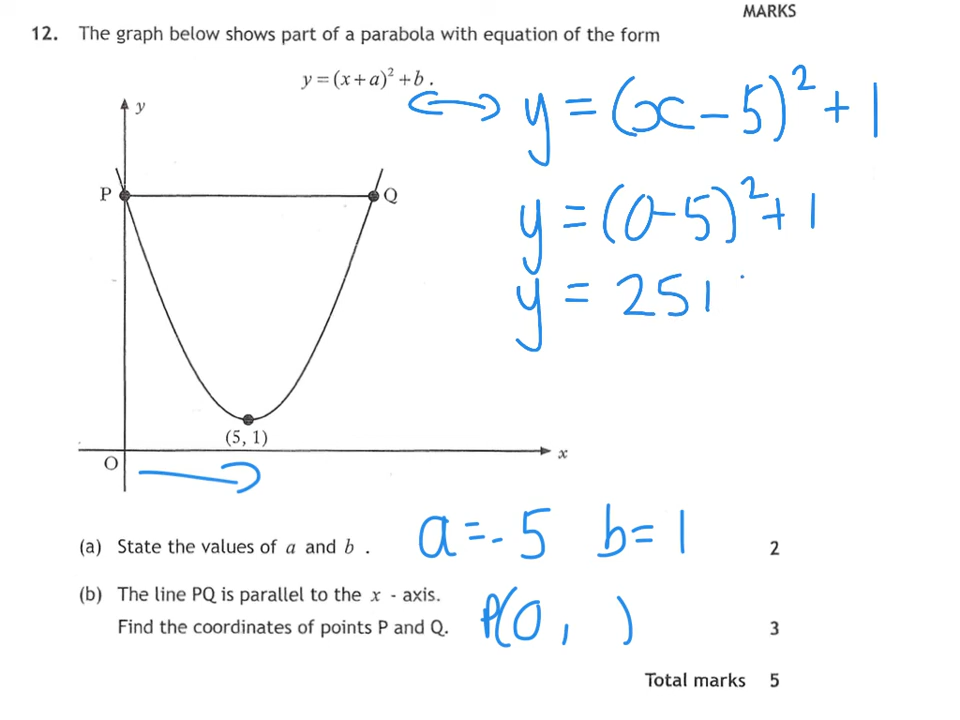 MARKS
12. The graph below shows part of a parabola with equation of the form
y = (x + a)² + b .
y = (x - 5)² + 1
y
P
Q
y = (0-5)² + 1
y = 251
(5, 1)
x
O
(a) State the values of a and b .
a = - 5 b = 1
2
(b) The line PQ is parallel to the x - axis.
Find the coordinates of points P and Q.
P(0, )
3
Total marks 5